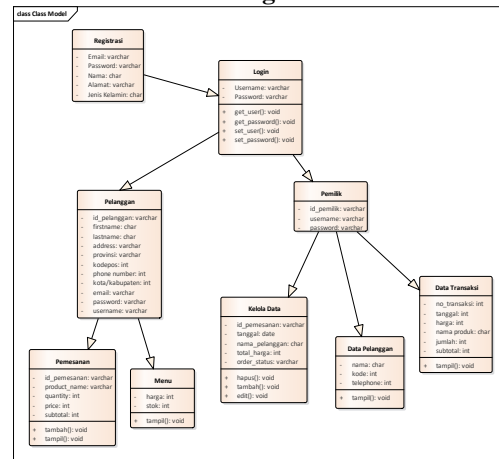 class Class Model
Registrasi
- Email: varchar
- Password: varchar
- Nama: char
- Alamat: varchar
- Jenis Kelamin: char
Login
- Username: varchar
- Password: varchar
+ get_user(): void
+ get_password(): void
+ set_user(): void
+ set_password(): void
Pelanggan
- id_pelanggan: varchar
- firstname: char
- lastname: char
- address: varchar
- provinsi: varchar
- kodepos: int
- phone number: int
- kota/kabupaten: int
- email: varchar
- password: varchar
- username: varchar
Pemilik
- id_pemilik: varchar
- username: varchar
- password: varchar
Pemesanan
- id_pemesanan: varchar
- product_name: varchar
- quantity: int
- price: int
- subtotal: int
+ tambah(): void
+ tampil(): void
Menu
- harga: int
- stok: int
+ tampil(): void
Kelola Data
- id_pemesanan: varchar
- tanggal: date
- nama_pelanggan: char
- total_harga: int
- order_status: varchar
+ hapus(): void
+ tambah(): void
+ edit(): void
Data Pelanggan
- nama: char
- kode: int
- telephone: int
+ tampil(): void
Data Transaksi
- no_transaksi: int
- tanggal: int
- harga: int
- nama produk: char
- jumlah: int
- subtotal: int
+ tampil(): void